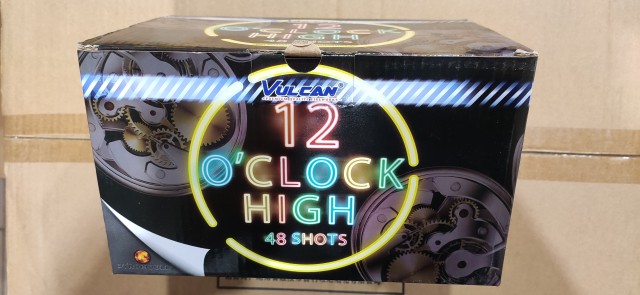 VULCAN
12
O'CLOCK
HIGH
48 SHOTS